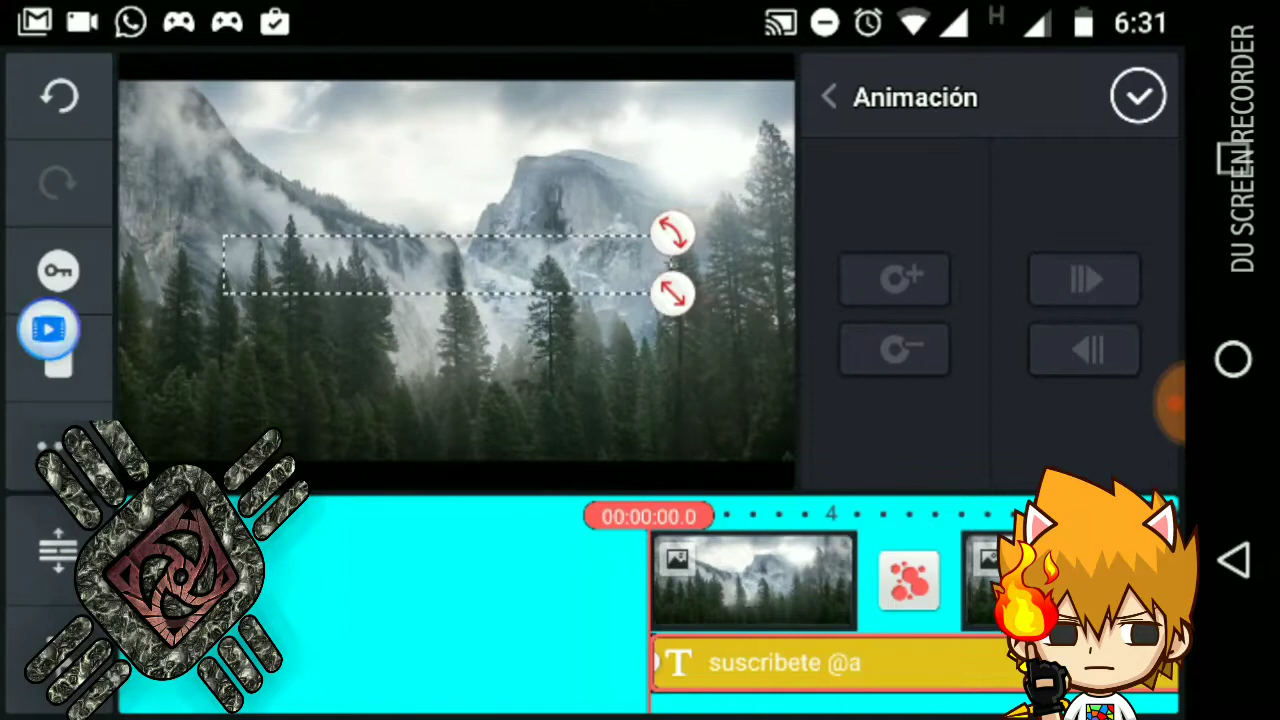 H 6:31
Animación
DU SCREEN RECORDER
00:00:00.0
4
T suscribete @a